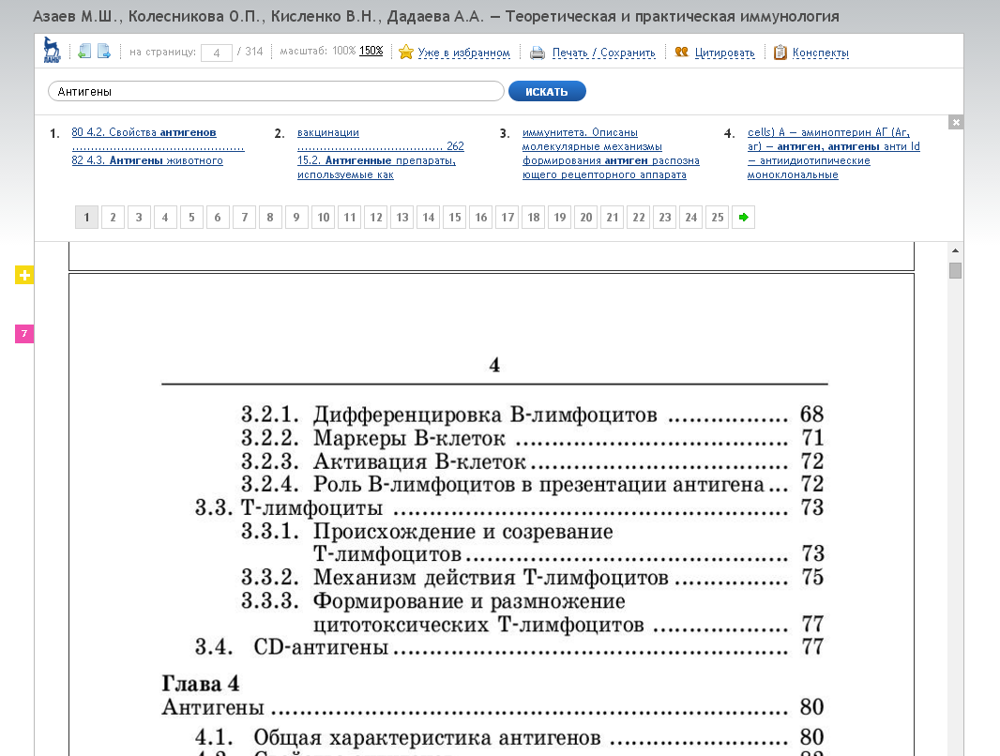 Азаев М.Ш., Колесникова О.П., Кисленко В.Н., Дадаева А.А. — Теоретическая и практическая иммунология
ЛАНЬ на страницу: 4 / 314 масштаб: 100% 150% Уже в избранном Печать / Сохранить Цитировать Конспекты
Антигены ИСКАТЬ
1. 80 4.2. Свойства антигенов
..............................................
82 4.3. Антигены животного
2. вакцинации
....................................... 262
15.2. Антигенные препараты,
используемые как
3. иммунитета. Описаны
молекулярные механизмы
формирования антиген распозна
ющего рецепторного аппарата
4. cells) А — аминоптерин АГ (Ar,
ar) — антиген, антигены анти Id
— антиидиотипические
моноклональные
1 2 3 4 5 6 7 8 9 10 11 12 13 14 15 16 17 18 19 20 21 22 23 24 25
7
4
3.2.1. Дифференцировка В-лимфоцитов ................ 68
3.2.2. Маркеры В-клеток .................................... 71
3.2.3. Активация В-клеток .................................. 72
3.2.4. Роль В-лимфоцитов в презентации антигена ... 72
3.3. Т-лимфоциты .................................................... 73
3.3.1. Происхождение и созревание
Т-лимфоцитов ........................................... 73
3.3.2. Механизм действия Т-лимфоцитов ............... 75
3.3.3. Формирование и размножение
цитотоксических Т-лимфоцитов .................. 77
3.4. CD-антигены .................................................... 77
Глава 4
Антигены .................................................................... 80
4.1. Общая характеристика антигенов ........................ 80